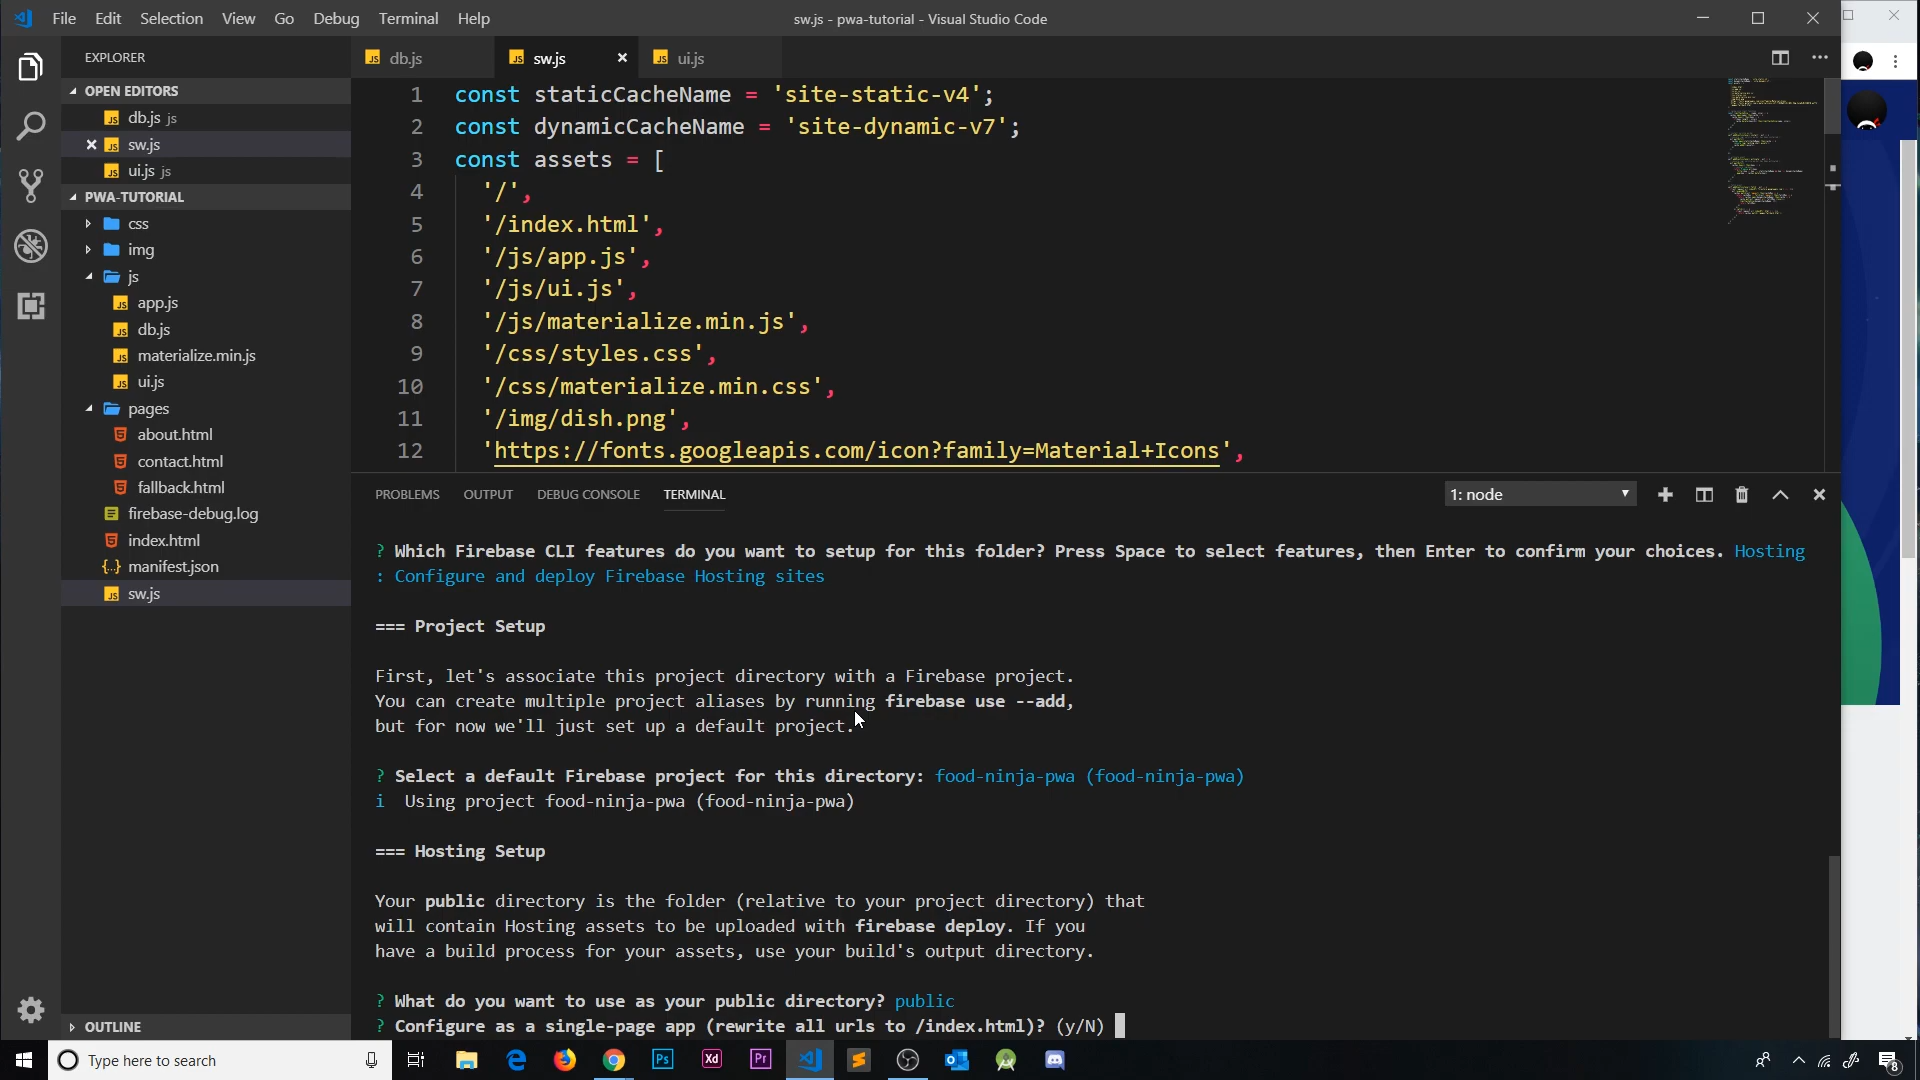 File Edit Selection View Go Debug Terminal Help
sw.js - pwa-tutorial - Visual Studio Code
EXPLORER
OPEN EDITORS
db.js js
sw.js
ui.js js
PWA-TUTORIAL
css
img
js
app.js
db.js
materialize.min.js
ui.js
pages
about.html
contact.html
fallback.html
firebase-debug.log
index.html
manifest.json
sw.js
OUTLINE
db.js
sw.js
ui.js
1 const staticCacheName = 'site-static-v4';
2 const dynamicCacheName = 'site-dynamic-v7';
3 const assets = [
4 '/',
5 '/index.html',
6 '/js/app.js',
7 '/js/ui.js',
8 '/js/materialize.min.js',
9 '/css/styles.css',
10 '/css/materialize.min.css',
11 '/img/dish.png',
12 'https://fonts.googleapis.com/icon?family=Material+Icons',
PROBLEMS OUTPUT DEBUG CONSOLE TERMINAL
1: node
? Which Firebase CLI features do you want to setup for this folder? Press Space to select features, then Enter to confirm your choices. Hosting
: Configure and deploy Firebase Hosting sites
=== Project Setup
First, let's associate this project directory with a Firebase project.
You can create multiple project aliases by running firebase use --add,
but for now we'll just set up a default project.
? Select a default Firebase project for this directory: food-ninja-pwa (food-ninja-pwa)
i Using project food-ninja-pwa (food-ninja-pwa)
=== Hosting Setup
Your public directory is the folder (relative to your project directory) that
will contain Hosting assets to be uploaded with firebase deploy. If you
have a build process for your assets, use your build's output directory.
? What do you want to use as your public directory? public
? Configure as a single-page app (rewrite all urls to /index.html)? (y/N)
Type here to search
Ps
Xd
Pr
8